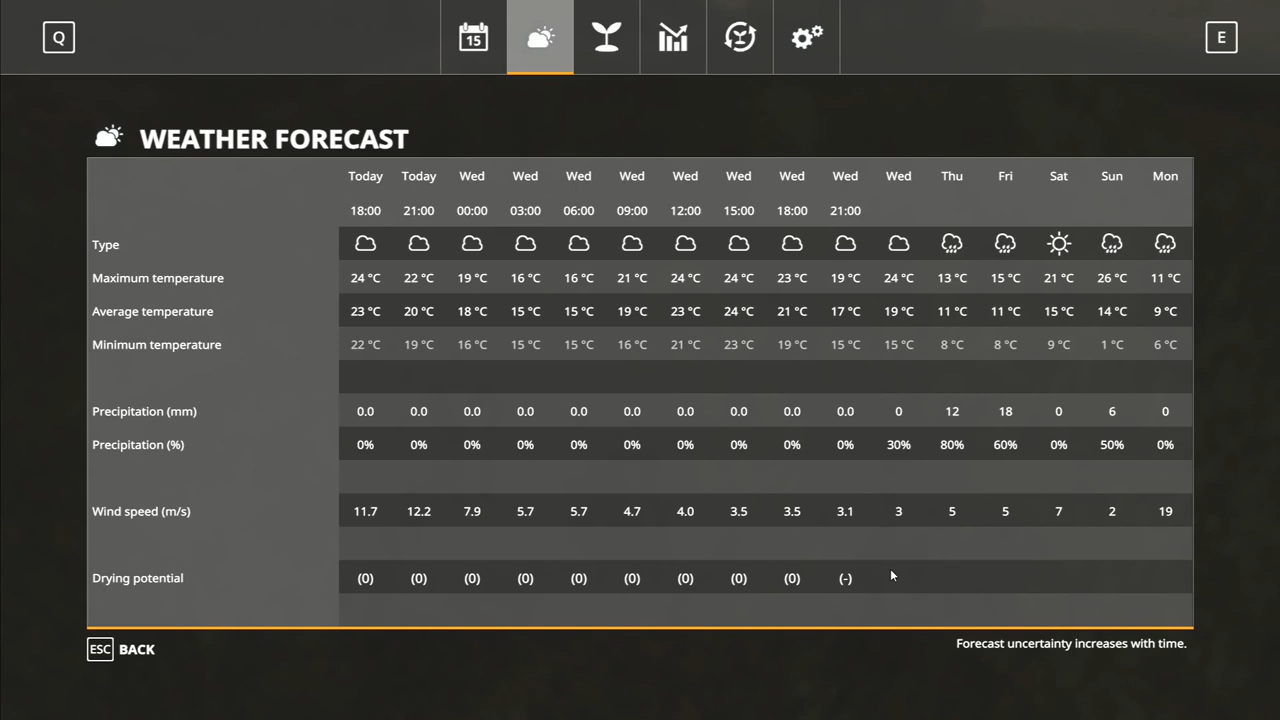 Q
15
E
WEATHER FORECAST
Today Today Wed Wed Wed Wed Wed Wed Wed Wed Wed Thu Fri Sat Sun Mon
18:00 21:00 00:00 03:00 06:00 09:00 12:00 15:00 18:00 21:00
Type
Maximum temperature 24 °C 22 °C 19 °C 16 °C 16 °C 21 °C 24 °C 24 °C 23 °C 19 °C 24 °C 13 °C 15 °C 21 °C 26 °C 11 °C
Average temperature 23 °C 20 °C 18 °C 15 °C 15 °C 19 °C 23 °C 24 °C 21 °C 17 °C 19 °C 11 °C 11 °C 15 °C 14 °C 9 °C
Minimum temperature 22 °C 19 °C 16 °C 15 °C 15 °C 16 °C 21 °C 23 °C 19 °C 15 °C 15 °C 8 °C 8 °C 9 °C 1 °C 6 °C
Precipitation (mm) 0.0 0.0 0.0 0.0 0.0 0.0 0.0 0.0 0.0 0.0 0 12 18 0 6 0
Precipitation (%) 0% 0% 0% 0% 0% 0% 0% 0% 0% 0% 30% 80% 60% 0% 50% 0%
Wind speed (m/s) 11.7 12.2 7.9 5.7 5.7 4.7 4.0 3.5 3.5 3.1 3 5 5 7 2 19
Drying potential (0) (0) (0) (0) (0) (0) (0) (0) (0) (-)
ESC BACK
Forecast uncertainty increases with time.